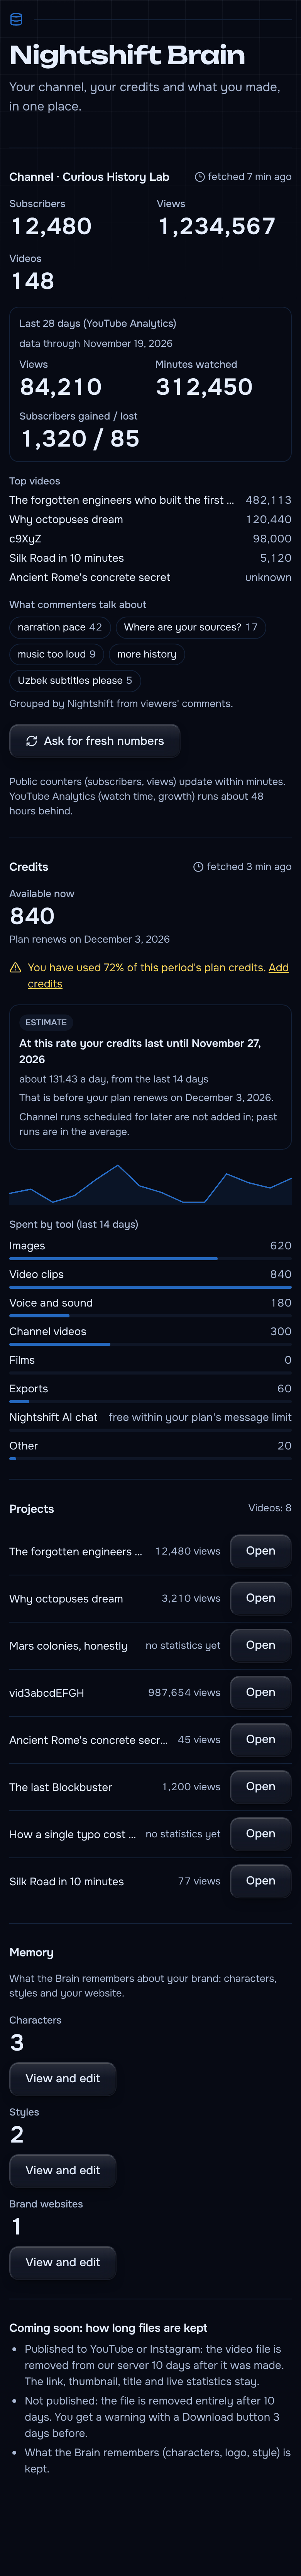 Nightshift Brain
Your channel, your credits and what you made,
in one place.
Channel · Curious History Lab
fetched 7 min ago
Subscribers
12,480
Views
1,234,567
Videos
148
Last 28 days (YouTube Analytics)
data through November 19, 2026
Views
84,210
Minutes watched
312,450
Subscribers gained / lost
1,320 / 85
Top videos
The forgotten engineers who built the first ... 482,113
Why octopuses dream 120,440
c9XyZ 98,000
Silk Road in 10 minutes 5,120
Ancient Rome's concrete secret unknown
What commenters talk about
narration pace 42
Where are your sources? 17
music too loud 9
more history
Uzbek subtitles please 5
Grouped by Nightshift from viewers' comments.
Ask for fresh numbers
Public counters (subscribers, views) update within minutes.
YouTube Analytics (watch time, growth) runs about 48
hours behind.
Credits
fetched 3 min ago
Available now
840
Plan renews on December 3, 2026
You have used 72% of this period's plan credits. Add
credits
ESTIMATE
At this rate your credits last until November 27,
2026
about 131.43 a day, from the last 14 days
That is before your plan renews on December 3, 2026.
Channel runs scheduled for later are not added in; past
runs are in the average.
Spent by tool (last 14 days)
Images 620
Video clips 840
Voice and sound 180
Channel videos 300
Films 0
Exports 60
Nightshift AI chat free within your plan's message limit
Other 20
Projects
Videos: 8
The forgotten engineers ... 12,480 views Open
Why octopuses dream 3,210 views Open
Mars colonies, honestly no statistics yet Open
vid3abcdEFGH 987,654 views Open
Ancient Rome's concrete secr... 45 views Open
The last Blockbuster 1,200 views Open
How a single typo cost ... no statistics yet Open
Silk Road in 10 minutes 77 views Open
Memory
What the Brain remembers about your brand: characters,
styles and your website.
Characters
3
View and edit
Styles
2
View and edit
Brand websites
1
View and edit
Coming soon: how long files are kept
• Published to YouTube or Instagram: the video file is
removed from our server 10 days after it was made.
The link, thumbnail, title and live statistics stay.
• Not published: the file is removed entirely after 10
days. You get a warning with a Download button 3
days before.
• What the Brain remembers (characters, logo, style) is
kept.